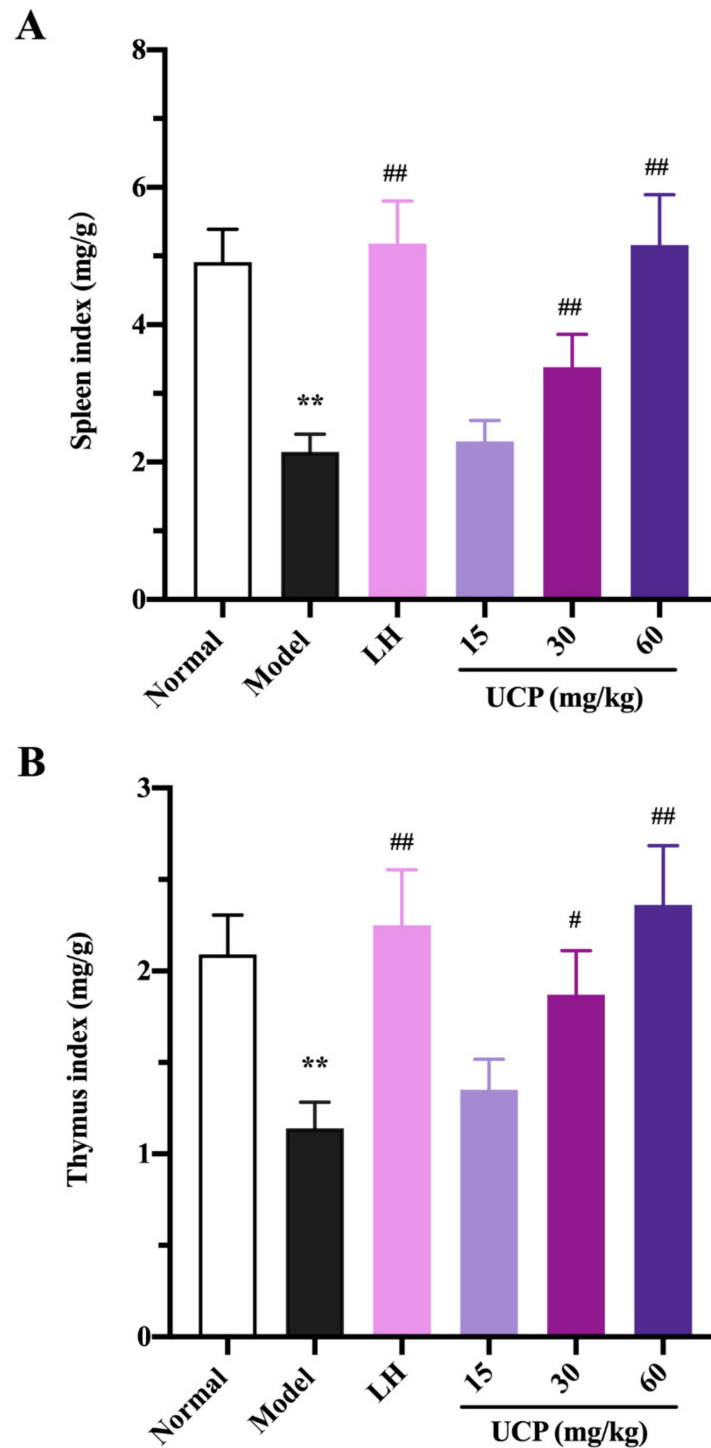 A
Spleen index (mg/g)
8
6
4
2
0
**
##
##
##
Normal
Model
LH
15
30
60
UCP (mg/kg)
B
Thymus index (mg/g)
3
2
1
0
**
##
#
##
Normal
Model
LH
15
30
60
UCP (mg/kg)